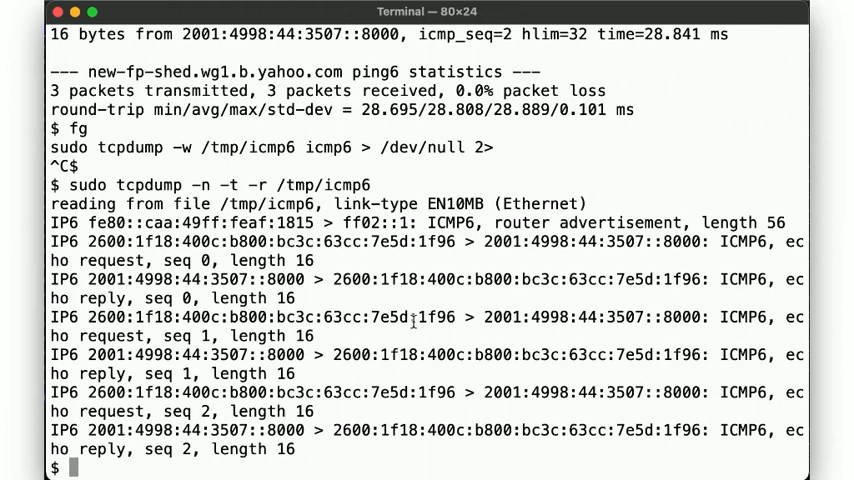 Terminal — 80×24
16 bytes from 2001:4998:44:3507::8000, icmp_seq=2 hlim=32 time=28.841 ms
--- new-fp-shed.wg1.b.yahoo.com ping6 statistics ---
3 packets transmitted, 3 packets received, 0.0% packet loss
round-trip min/avg/max/std-dev = 28.695/28.808/28.889/0.101 ms
$ fg
sudo tcpdump -w /tmp/icmp6 icmp6 > /dev/null 2>
^C$
$ sudo tcpdump -n -t -r /tmp/icmp6
reading from file /tmp/icmp6, link-type EN10MB (Ethernet)
IP6 fe80::caa:49ff:feaf:1815 > ff02::1: ICMP6, router advertisement, length 56
IP6 2600:1f18:400c:b800:bc3c:63cc:7e5d:1f96 > 2001:4998:44:3507::8000: ICMP6, ec
ho request, seq 0, length 16
IP6 2001:4998:44:3507::8000 > 2600:1f18:400c:b800:bc3c:63cc:7e5d:1f96: ICMP6, ec
ho reply, seq 0, length 16
IP6 2600:1f18:400c:b800:bc3c:63cc:7e5d:1f96 > 2001:4998:44:3507::8000: ICMP6, ec
ho request, seq 1, length 16
IP6 2001:4998:44:3507::8000 > 2600:1f18:400c:b800:bc3c:63cc:7e5d:1f96: ICMP6, ec
ho reply, seq 1, length 16
IP6 2600:1f18:400c:b800:bc3c:63cc:7e5d:1f96 > 2001:4998:44:3507::8000: ICMP6, ec
ho request, seq 2, length 16
IP6 2001:4998:44:3507::8000 > 2600:1f18:400c:b800:bc3c:63cc:7e5d:1f96: ICMP6, ec
ho reply, seq 2, length 16
$